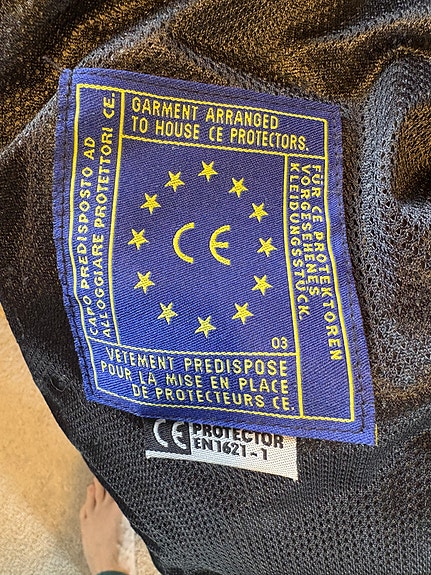 GARMENT ARRANGED
TO HOUSE CE PROTECTORS.
FÜR CE PROTEKTOREN
VORGESEHENES
KLEIDUNGSSTÜCK.
CAPO PREDISPOSTO AD
ALLOGGIARE PROTETTORI CE.
CE
03
VETEMENT PREDISPOSE
POUR LA MISE EN PLACE
DE PROTECTEURS CE.
CE PROTECTOR
EN1621-1